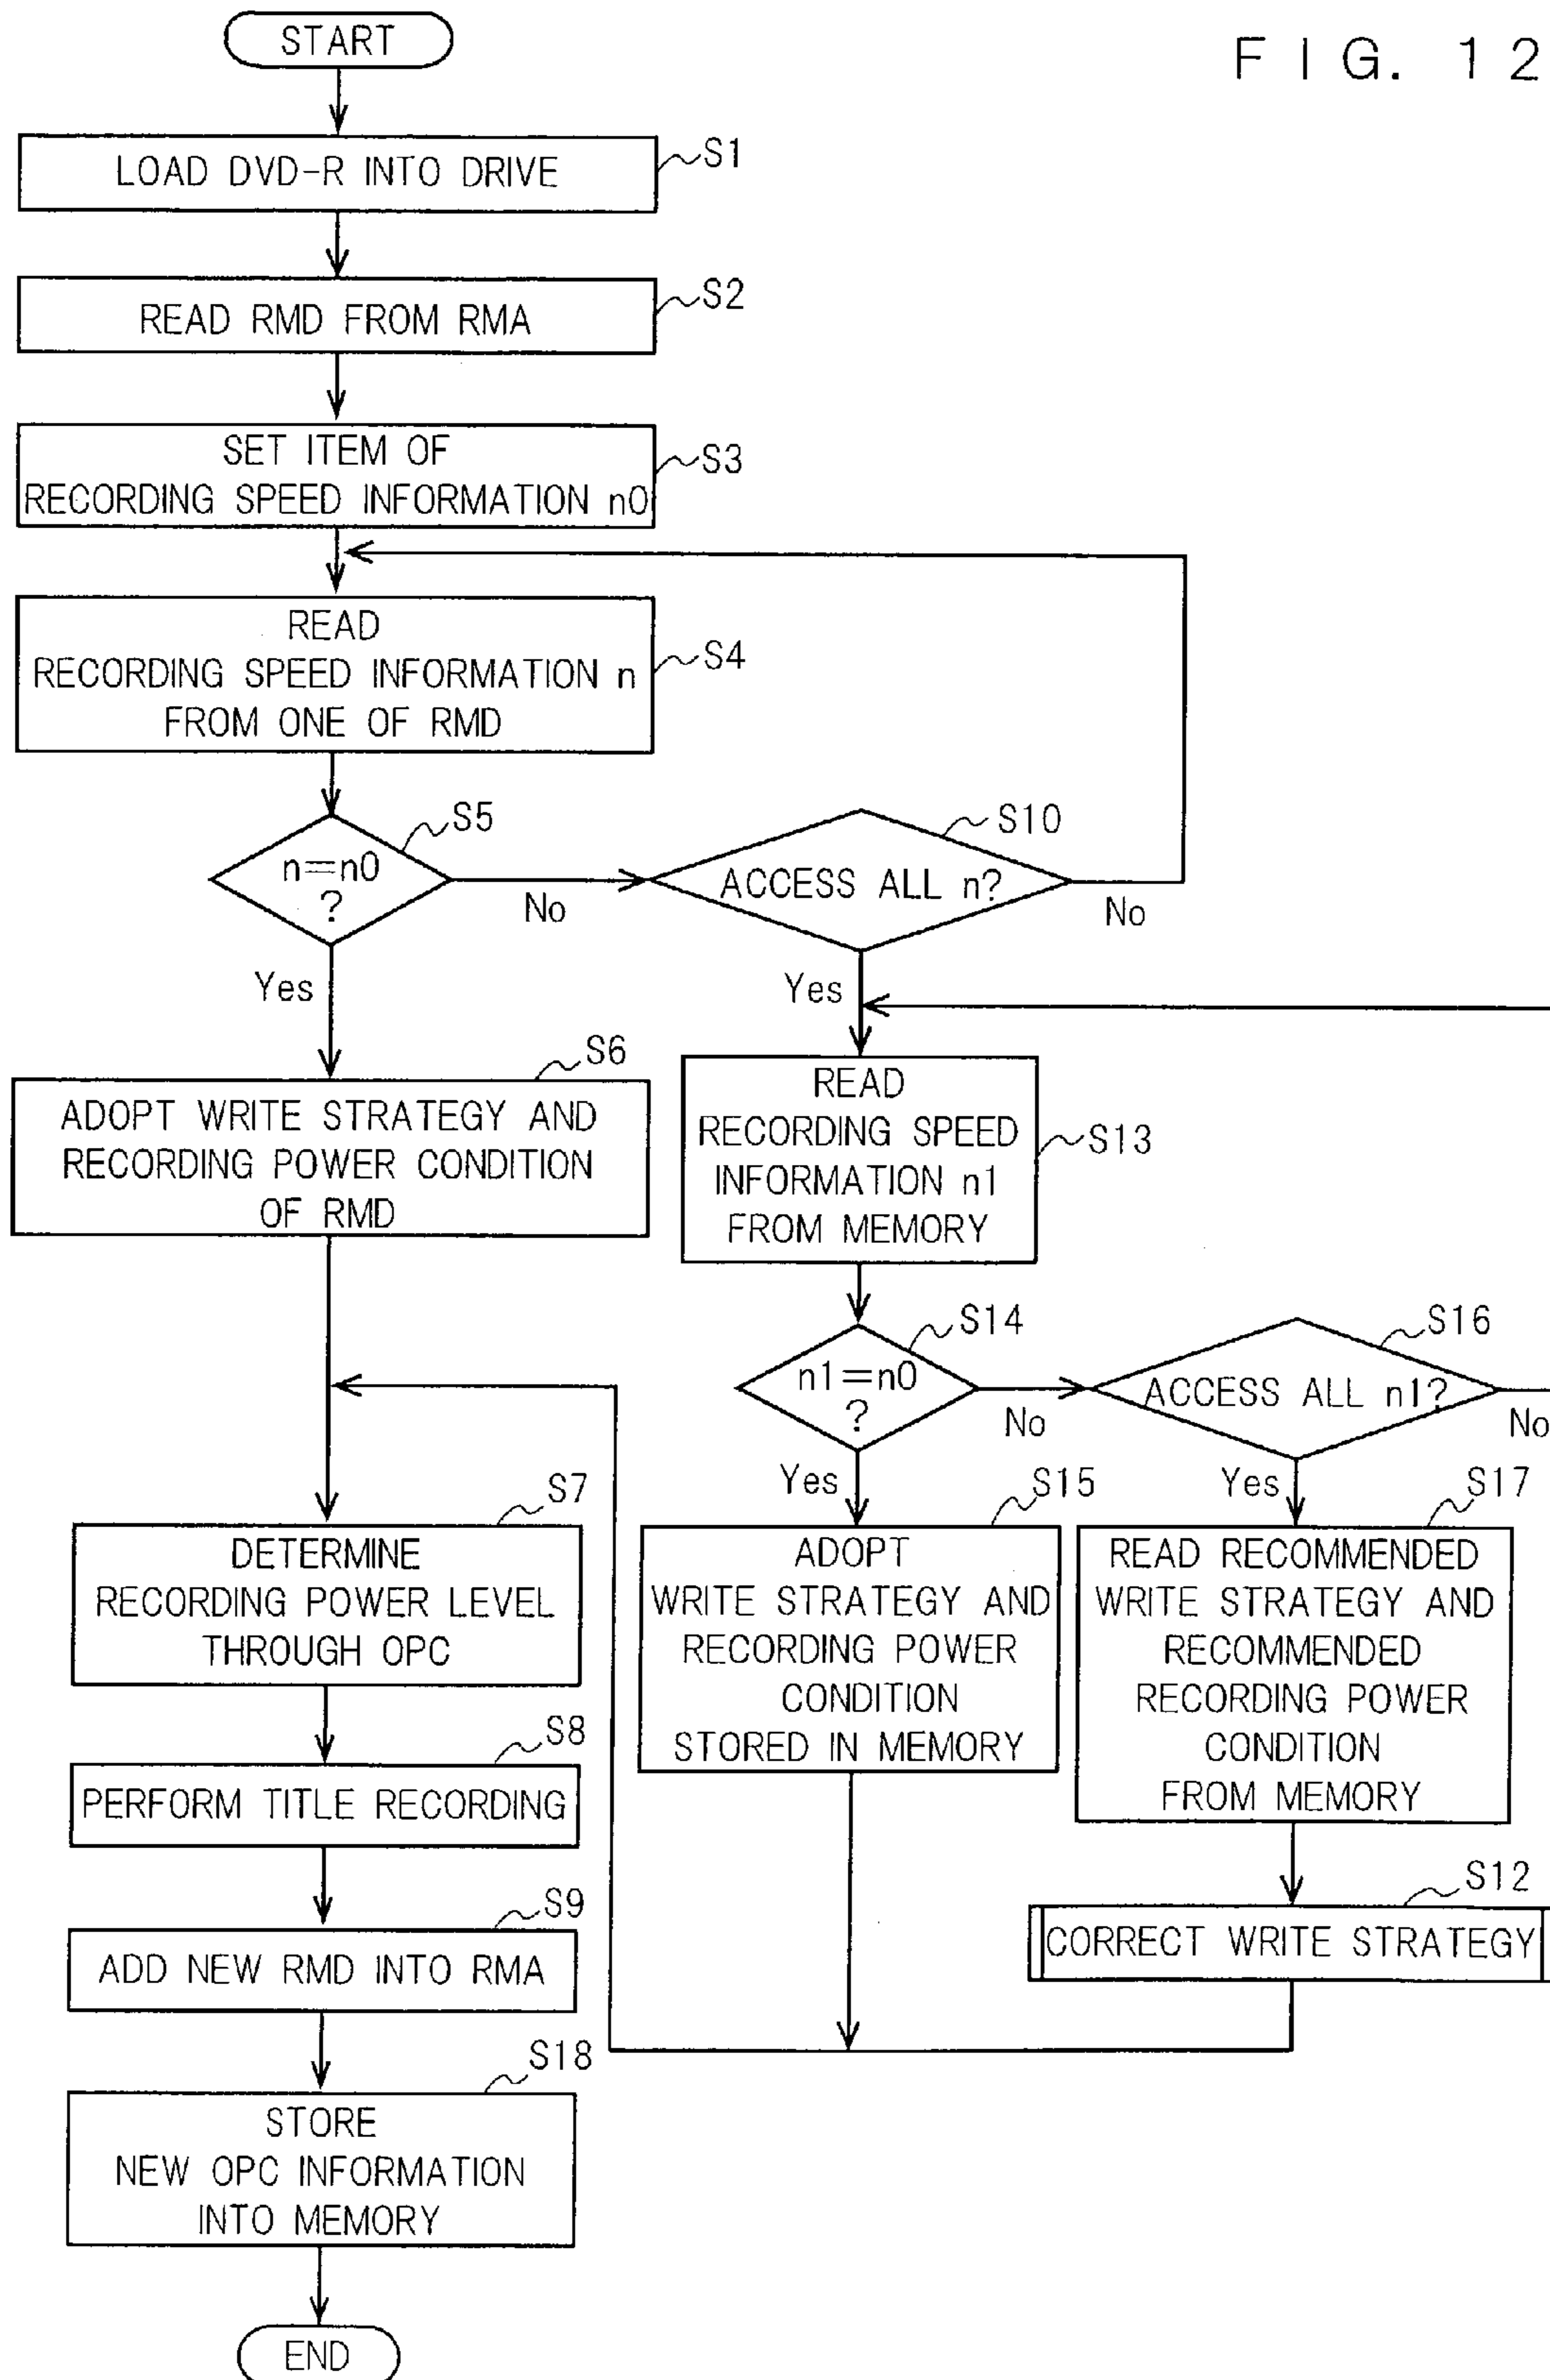 FIG. 12
START
LOAD DVD-R INTO DRIVE
S1
READ RMD FROM RMA
S2
SET ITEM OF
RECORDING SPEED INFORMATION n0
S3
READ
RECORDING SPEED INFORMATION n
FROM ONE OF RMD
S4
n=n0
?
S5
No
Yes
ACCESS ALL n?
S10
No
Yes
S6
ADOPT WRITE STRATEGY AND
RECORDING POWER CONDITION
OF RMD
READ
RECORDING SPEED
INFORMATION n1
FROM MEMORY
S13
n1=n0
?
S14
No
Yes
ACCESS ALL n1?
S16
No
Yes
S7
DETERMINE
RECORDING POWER LEVEL
THROUGH OPC
S15
ADOPT
WRITE STRATEGY AND
RECORDING POWER
CONDITION
STORED IN MEMORY
S17
READ RECOMMENDED
WRITE STRATEGY AND
RECOMMENDED
RECORDING POWER
CONDITION
FROM MEMORY
S8
PERFORM TITLE RECORDING
S12
CORRECT WRITE STRATEGY
S9
ADD NEW RMD INTO RMA
S18
STORE
NEW OPC INFORMATION
INTO MEMORY
END